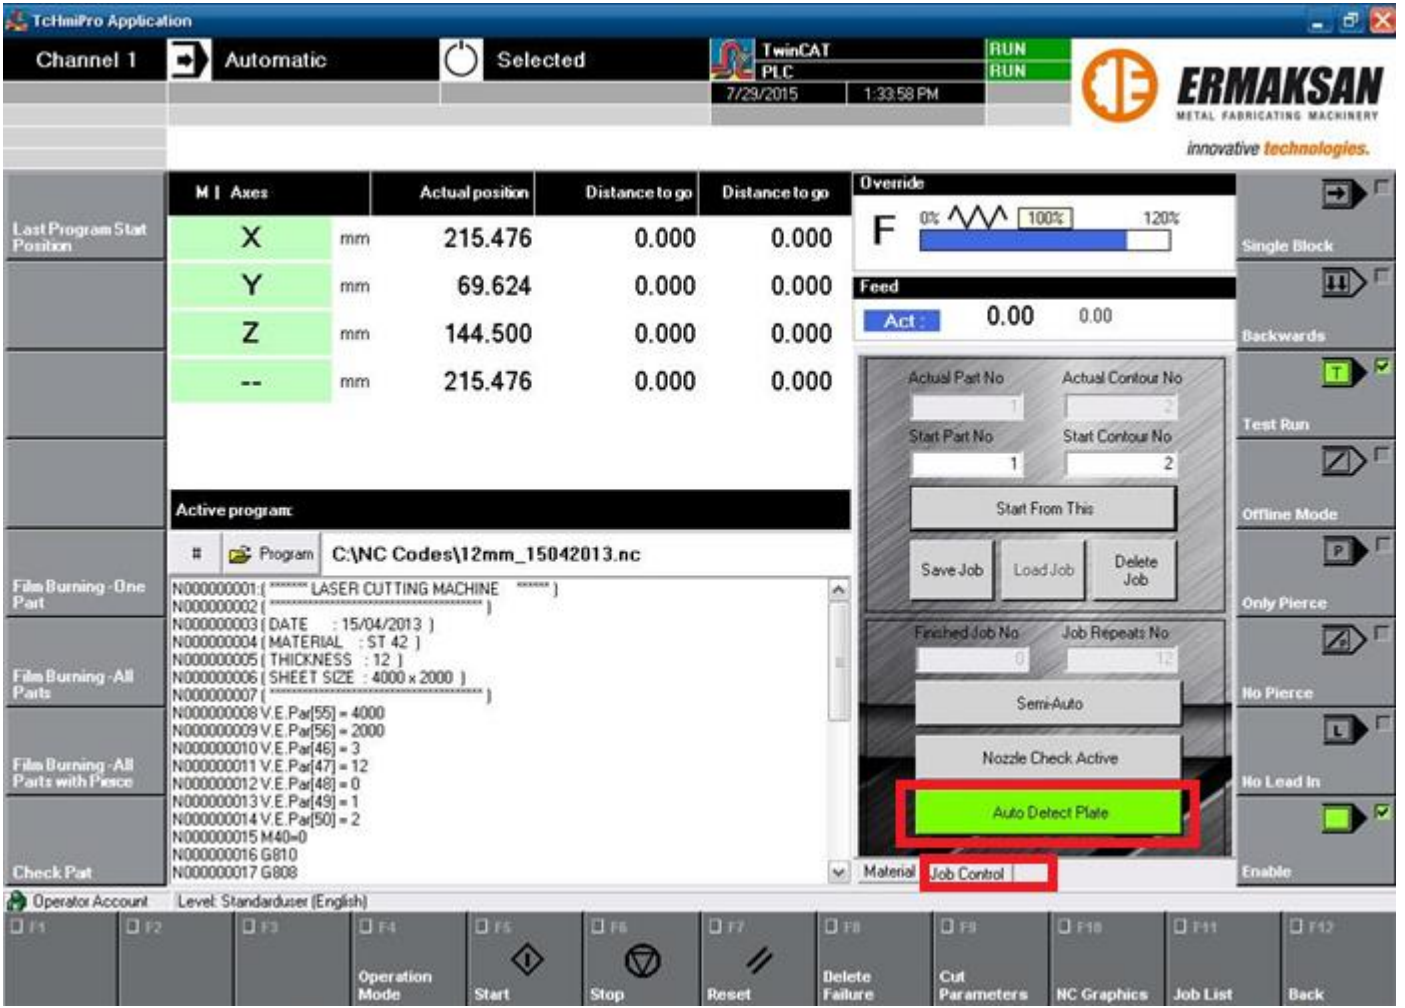 TcHmiPro Application
Channel 1
Automatic
Selected
TwinCAT
RUN
PLC
RUN
7/29/2015
1:33:58 PM
ERMAKSAN
METAL FABRICATING MACHINERY
innovative technologies.
M | Axes Actual position Distance to go Distance to go
X mm 215.476 0.000 0.000
Y mm 69.624 0.000 0.000
Z mm 144.500 0.000 0.000
-- mm 215.476 0.000 0.000
Last Program Start
Position
Film Burning - One
Part
Film Burning - All
Parts
Film Burning - All
Parts with Pierce
Check Part
Active program:
# Program C:\NC Codes\12mm_15042013.nc
N000000001:( ******* LASER CUTTING MACHINE ****** )
N000000002 ( **************************************** )
N000000003 ( DATE : 15/04/2013 )
N000000004 ( MATERIAL : ST 42 )
N000000005 ( THICKNESS : 12 )
N000000006 ( SHEET SIZE : 4000 x 2000 )
N000000007 ( **************************************** )
N000000008 V.E.Par[55] = 4000
N000000009 V.E.Par[56] = 2000
N000000010 V.E.Par[46] = 3
N000000011 V.E.Par[47] = 12
N000000012 V.E.Par[48] = 0
N000000013 V.E.Par[49] = 1
N000000014 V.E.Par[50] = 2
N000000015 M40=0
N000000016 G810
N000000017 G808
Override
F 0% 100% 120%
Feed
Act : 0.00 0.00
Actual Part No Actual Contour No
1 2
Start Part No Start Contour No
1 2
Start From This
Save Job
Load Job
Delete
Job
Finished Job No Job Repeats No
0 12
Semi-Auto
Nozzle Check Active
Auto Detect Plate
Material Job Control
Single Block
Backwards
T
Test Run
Offline Mode
P
Only Pierce
No Pierce
L
No Lead In
Enable
Operator Account Level: Standarduser (English)
F1
F2
F3
F4
Operation
Mode
F5
Start
F6
Stop
F7
Reset
F8
Delete
Failure
F9
Cut
Parameters
F10
NC Graphics
F11
Job List
F12
Back